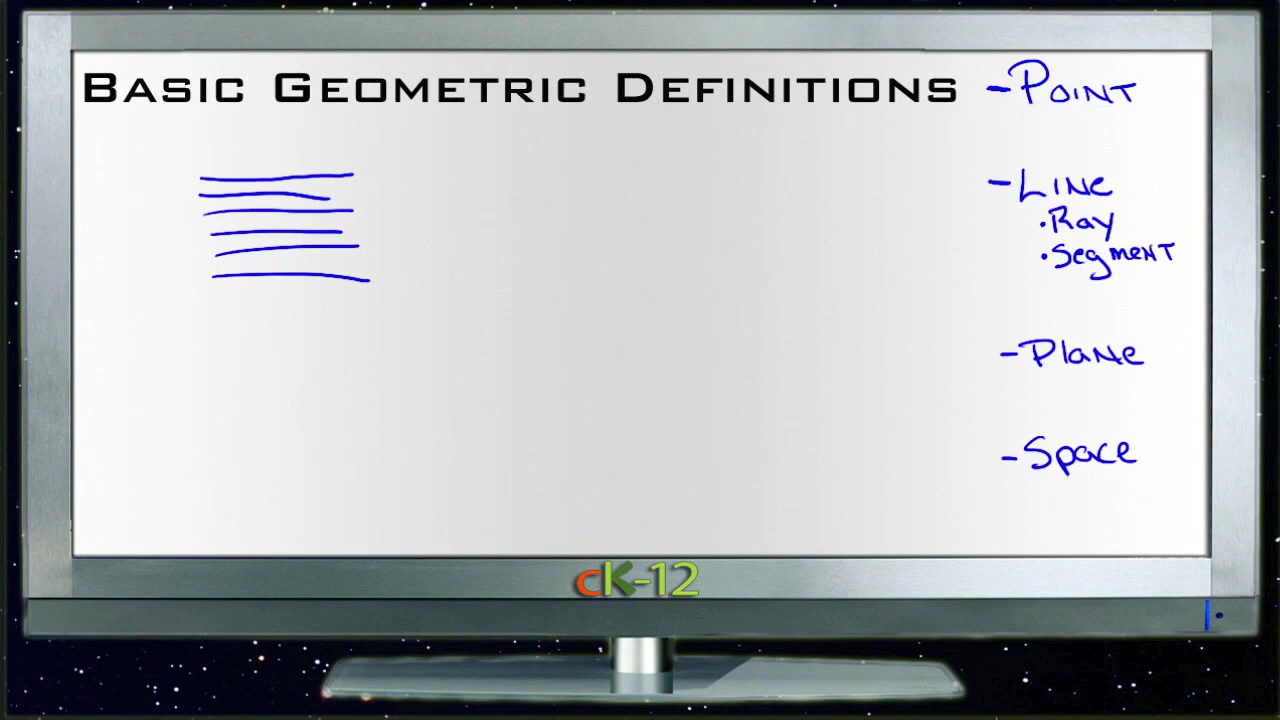 BASIC GEOMETRIC DEFINITIONS
- POINT
- LINE
• Ray
• Segment
- Plane
- Space
cK-12